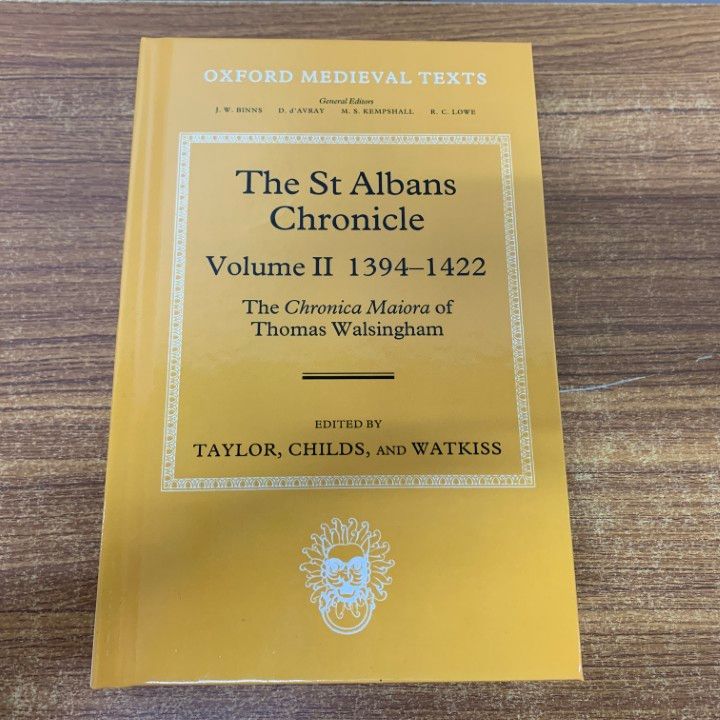 OXFORD MEDIEVAL TEXTS
General Editors
J. W. BINNS D. d'AVRAY M. S. KEMPSHALL R. C. LOWE
The St Albans
Chronicle
Volume II 1394–1422
The Chronica Maiora of
Thomas Walsingham
EDITED BY
TAYLOR, CHILDS, AND WATKISS